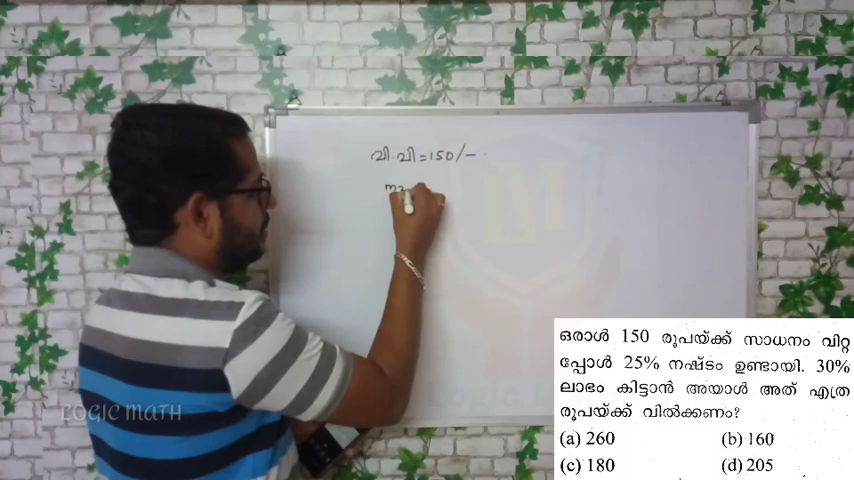 വി.വി = 150/-
ഒരാൾ 150 രൂപയ്ക്ക് സാധനം വിറ്റ
പ്പോൾ 25% നഷ്ടം ഉണ്ടായി. 30%
ലാഭം കിട്ടാൻ അയാൾ അത് എത്ര
രൂപയ്ക്ക് വിൽക്കണം?
(a) 260 (b) 160
(c) 180 (d) 205
LOGIC MATH